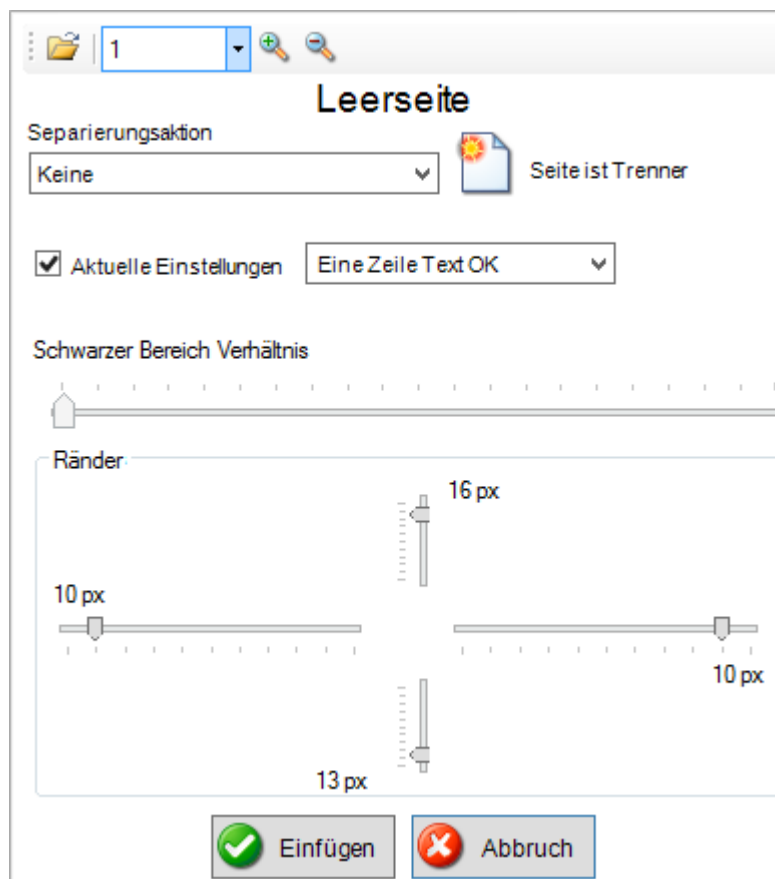 1
Leerseite
Separierungsaktion
Keine
Seite ist Trenner
Aktuelle Einstellungen
Eine Zeile Text OK
Schwarzer Bereich Verhältnis
Ränder
16 px
10 px
10 px
13 px
Einfügen
Abbruch